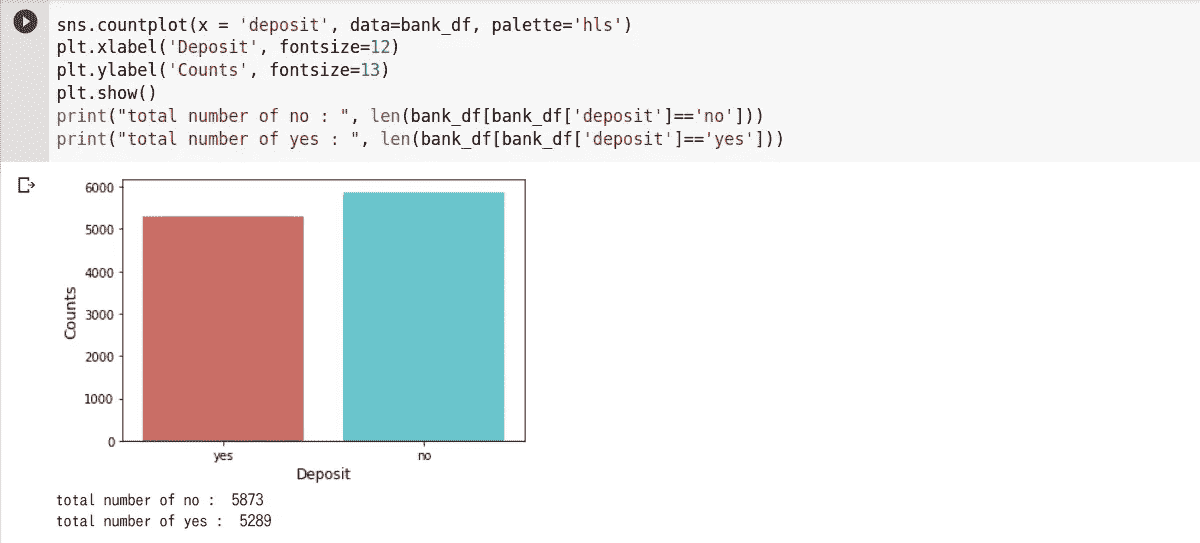 sns.countplot(x = 'deposit', data=bank_df, palette='hls')
plt.xlabel('Deposit', fontsize=12)
plt.ylabel('Counts', fontsize=13)
plt.show()
print("total number of no : ", len(bank_df[bank_df['deposit']=='no']))
print("total number of yes : ", len(bank_df[bank_df['deposit']=='yes']))
6000
5000
4000
3000
2000
1000
0
Counts
yes no
Deposit
total number of no :  5873
total number of yes :  5289